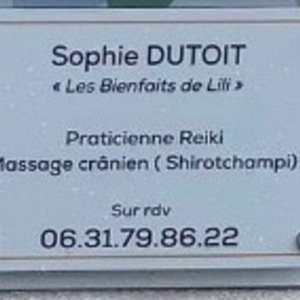 Sophie DUTOIT
« Les Bienfaits de Lili »
Praticienne Reiki
Massage crânien ( Shirotchampi)
Sur rdv
06.31.79.86.22